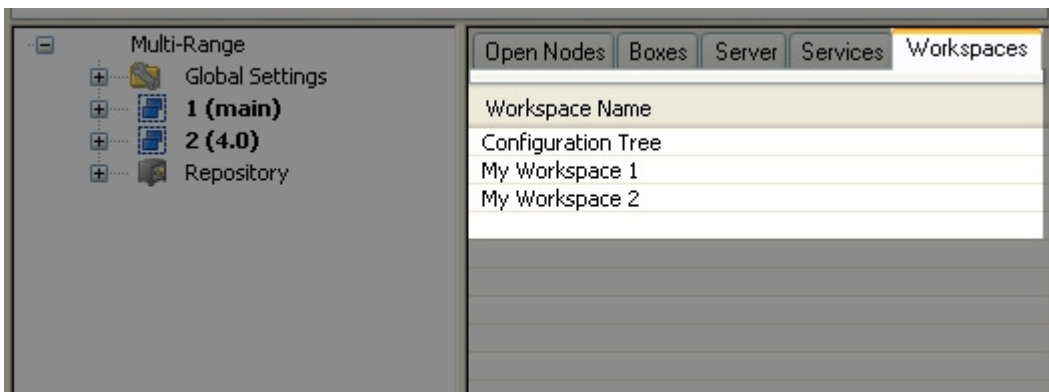 Multi-Range
Global Settings
1 (main)
2 (4.0)
Repository
Open Nodes Boxes Server Services Workspaces
Workspace Name
Configuration Tree
My Workspace 1
My Workspace 2